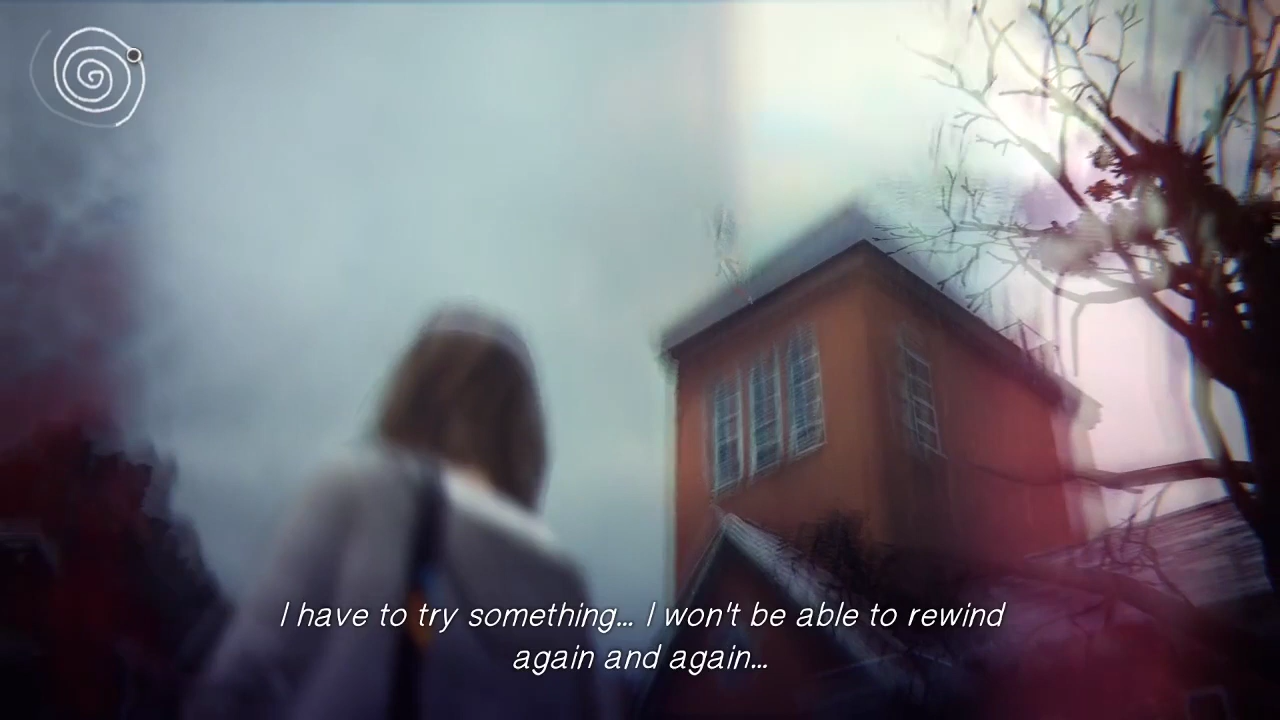 I have to try something... I won't be able to rewind
again and again...